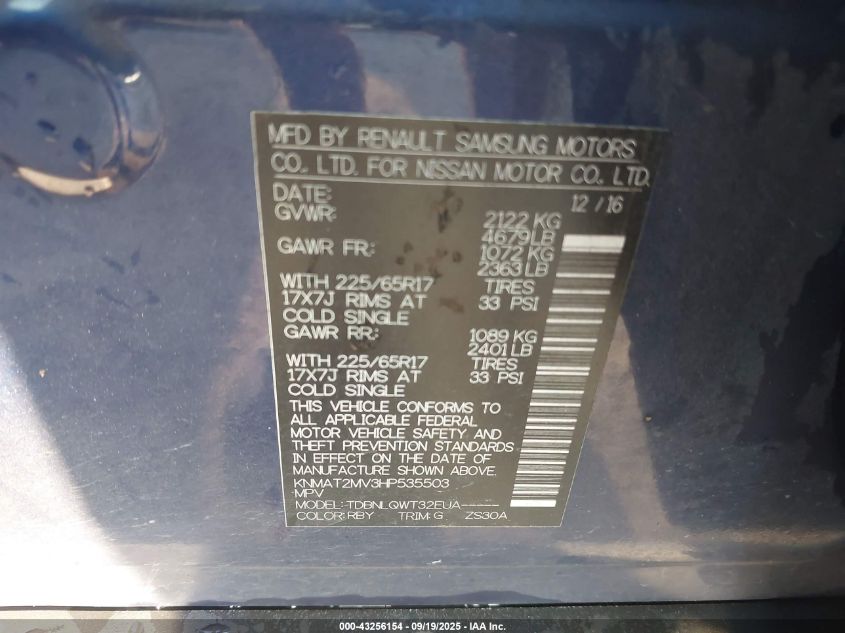 MFD BY RENAULT SAMSUNG MOTORS
CO., LTD. FOR NISSAN MOTOR CO., LTD.
DATE: 12 / 16
GVWR: 2122 KG
4679 LB
GAWR FR: 1072 KG
2363 LB
WITH 225/65R17 TIRES
17X7J RIMS AT 33 PSI
COLD SINGLE
GAWR RR: 1089 KG
2401 LB
WITH 225/65R17 TIRES
17X7J RIMS AT 33 PSI
COLD SINGLE
THIS VEHICLE CONFORMS TO
ALL APPLICABLE FEDERAL
MOTOR VEHICLE SAFETY AND
THEFT PREVENTION STANDARDS
IN EFFECT ON THE DATE OF
MANUFACTURE SHOWN ABOVE.
KNMAT2MV3HP535503
MPV
MODEL:TDBNLQWT32EUA-----
COLOR:RBY TRIM:G ZS30A
000-43256154 - 09/19/2025 - IAA Inc.